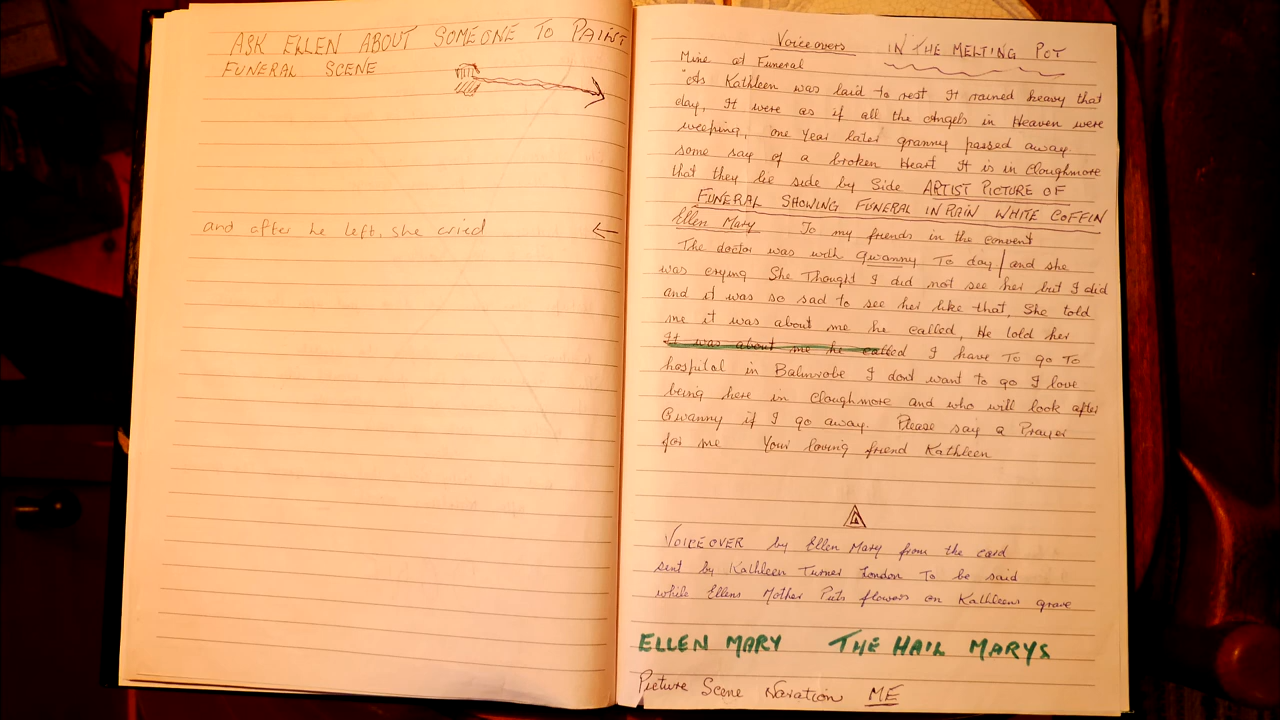 ASK ELLEN ABOUT SOMEONE TO PAINT
FUNERAL SCENE
and after he left, she cried
Voiceovers IN THE MELTING POT
Mine at Funeral
"As Kathleen was laid to rest It rained heavy that
day, It were as if all the Angels in Heaven were
weeping, one Year later granny passed away.
some say of a broken Heart It is in Cloughmore
that they lie side by Side ARTIST PICTURE OF
FUNERAL SHOWING FUNERAL IN RAIN WHITE COFFIN
Ellen Mary To my friends in the convent
The doctor was with Gwanny To day | and she
was crying She Thought I did not see her but I did
and it was so sad to see her like that, She told
me it was about me he called, He told her
It was about me he called I have To go To
hospital in Balinrobe I dont want to go I love
being here in Cloughmore and who will look after
Gwanny if I go away. Please say a Prayer
for me Your loving friend Kathleen
VOICEOVER by Ellen Mary from the card
sent by Kathleen Turner London To be said
while Ellens Mother Puts flowers on Kathleens grave
ELLEN MARY THE HAIL MARYS
Picture Scene Naration ME